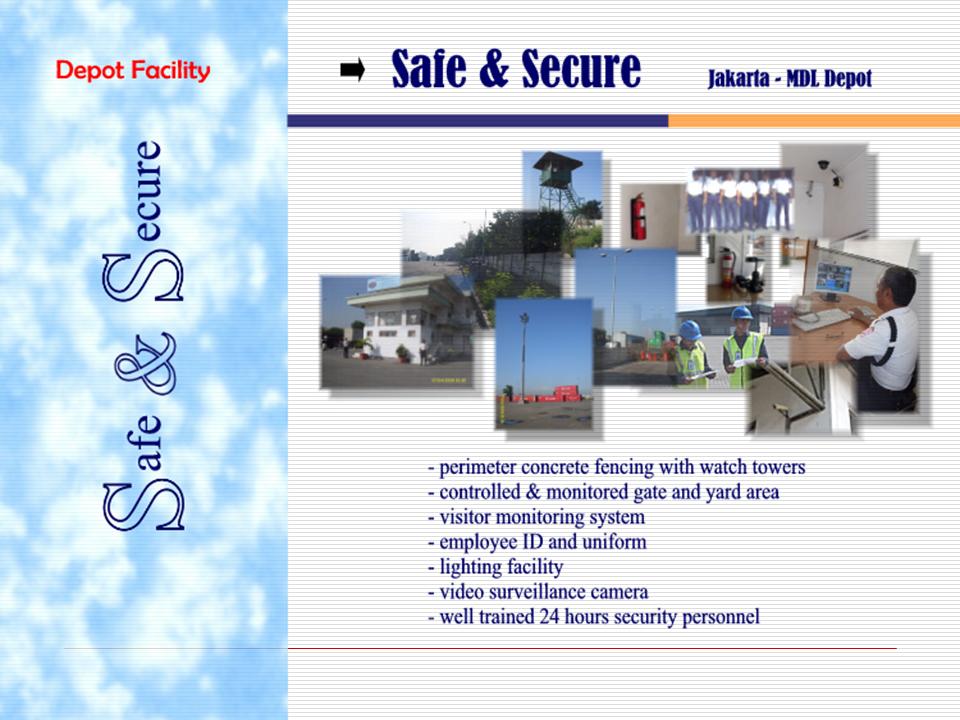 Depot Facility
Safe & Secure
Safe & Secure
Jakarta - MDL Depot
- perimeter concrete fencing with watch towers
- controlled & monitored gate and yard area
- visitor monitoring system
- employee ID and uniform
- lighting facility
- video surveillance camera
- well trained 24 hours security personnel